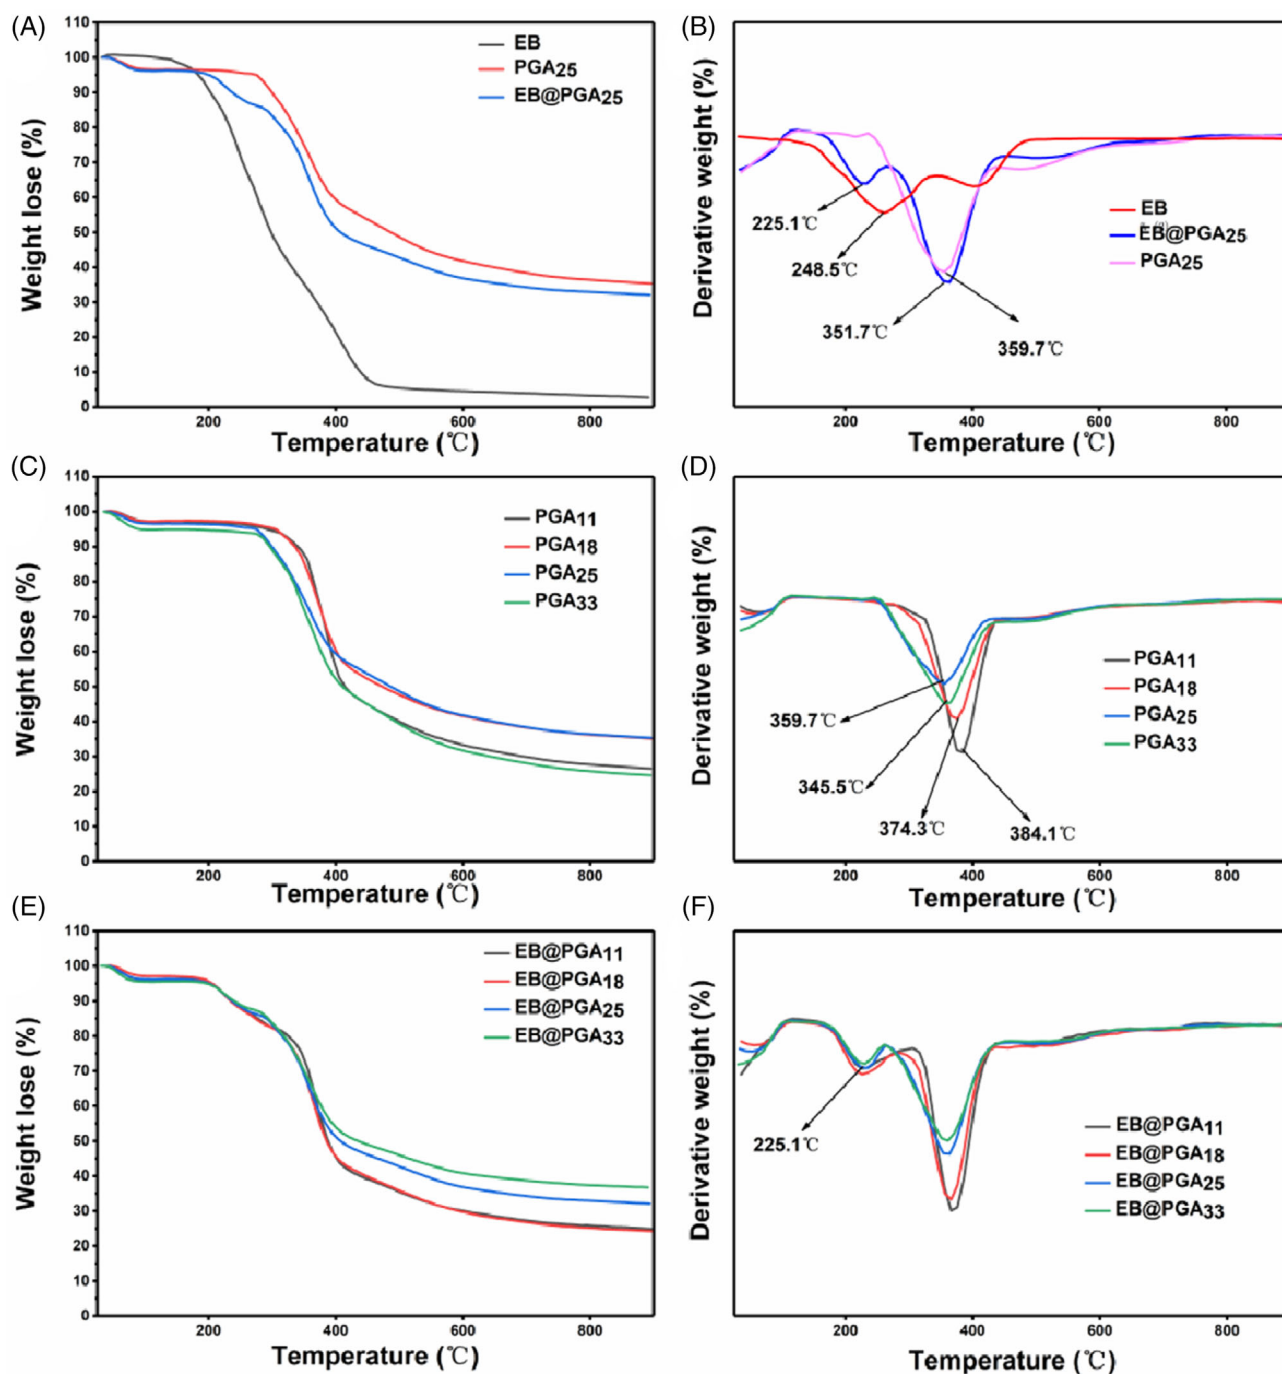 (A)
110
100
90
80
70
60
50
40
30
20
10
0
Weight lose (%)
EB
PGA25
EB@PGA25
200
400
600
800
Temperature (℃)
(B)
Derivative weight (%)
225.1℃
248.5℃
351.7℃
359.7℃
EB
EB@PGA25
PGA25
200
400
600
800
Temperature (℃)
(C)
110
100
90
80
70
60
50
40
30
20
10
0
Weight lose (%)
PGA11
PGA18
PGA25
PGA33
200
400
600
800
Temperature (℃)
(D)
Derivative weight (%)
359.7℃
345.5℃
374.3℃
384.1℃
PGA11
PGA18
PGA25
PGA33
200
400
600
800
Temperature (℃)
(E)
110
100
90
80
70
60
50
40
30
20
10
0
Weight lose (%)
EB@PGA11
EB@PGA18
EB@PGA25
EB@PGA33
200
400
600
800
Temperature (℃)
(F)
Derivative weight (%)
225.1℃
EB@PGA11
EB@PGA18
EB@PGA25
EB@PGA33
200
400
600
800
Temperature (℃)